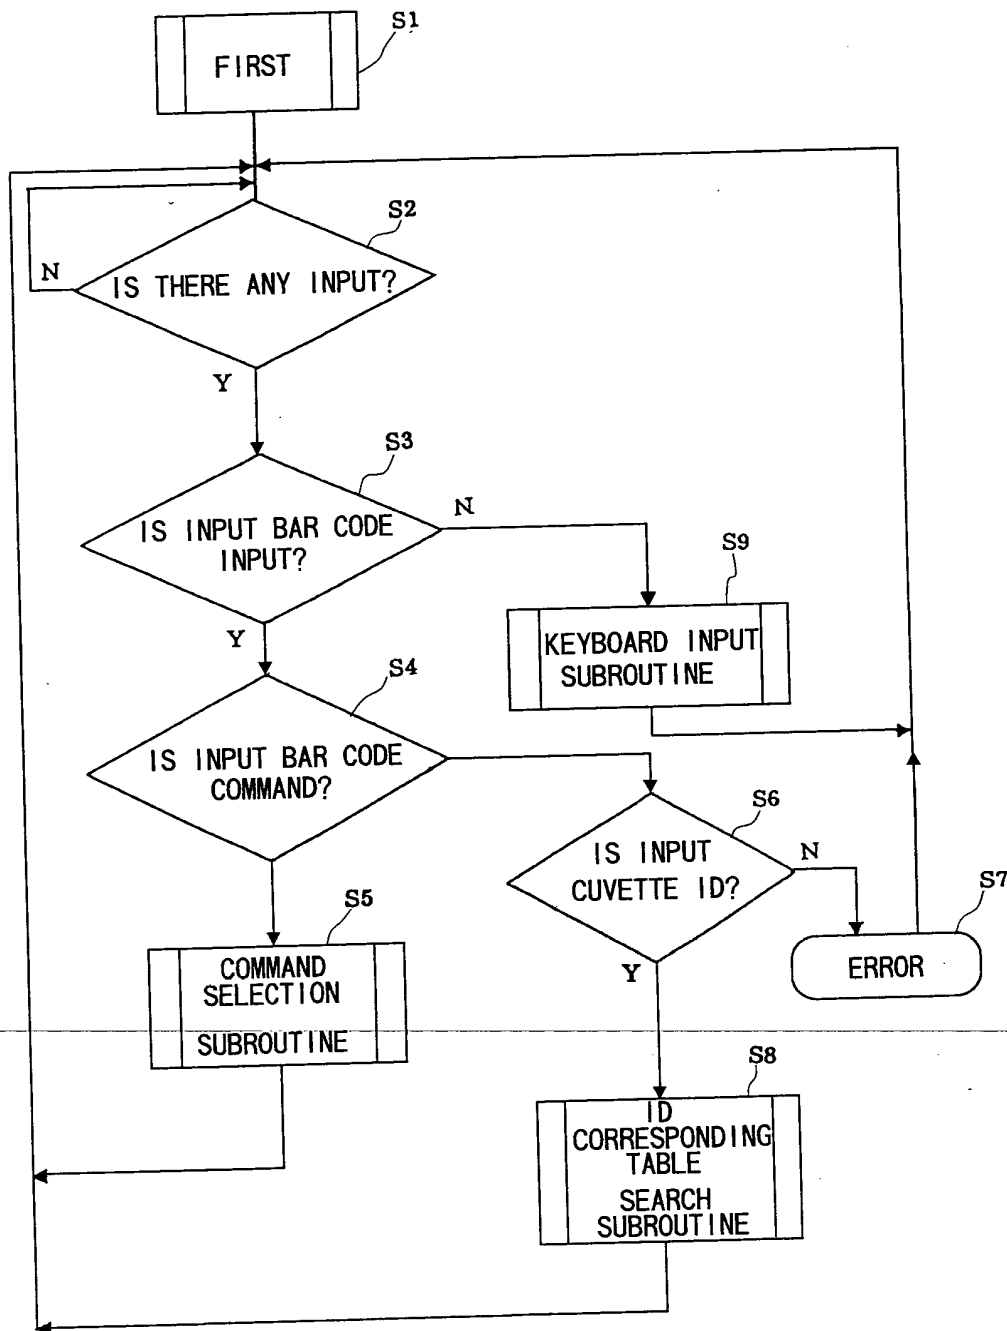 S1
FIRST
S2
N
IS THERE ANY INPUT?
Y
S3
IS INPUT BAR CODE
INPUT?
N
Y
S9
KEYBOARD INPUT
SUBROUTINE
S4
IS INPUT BAR CODE
COMMAND?
S6
IS INPUT
CUVETTE ID?
N
Y
S7
ERROR
S5
COMMAND
SELECTION
SUBROUTINE
S8
ID
CORRESPONDING
TABLE
SEARCH
SUBROUTINE